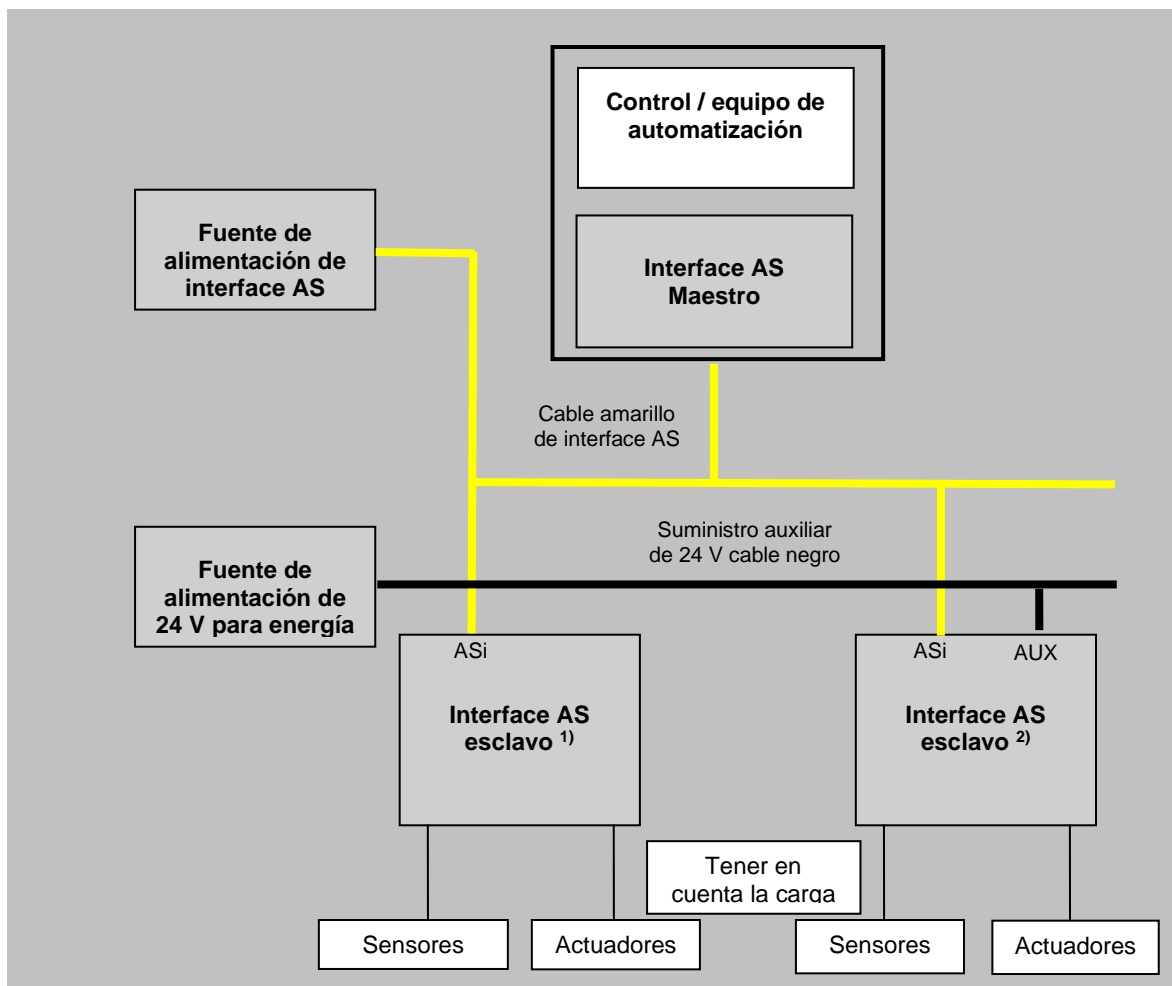 Control / equipo de
automatización
Fuente de
alimentación de
interface AS
Interface AS
Maestro
Cable amarillo
de interface AS
Suministro auxiliar
de 24 V cable negro
Fuente de
alimentación de
24 V para energía
ASi
ASi
AUX
Interface AS
esclavo 1)
Interface AS
esclavo 2)
Tener en
cuenta la carga
Sensores
Actuadores
Sensores
Actuadores